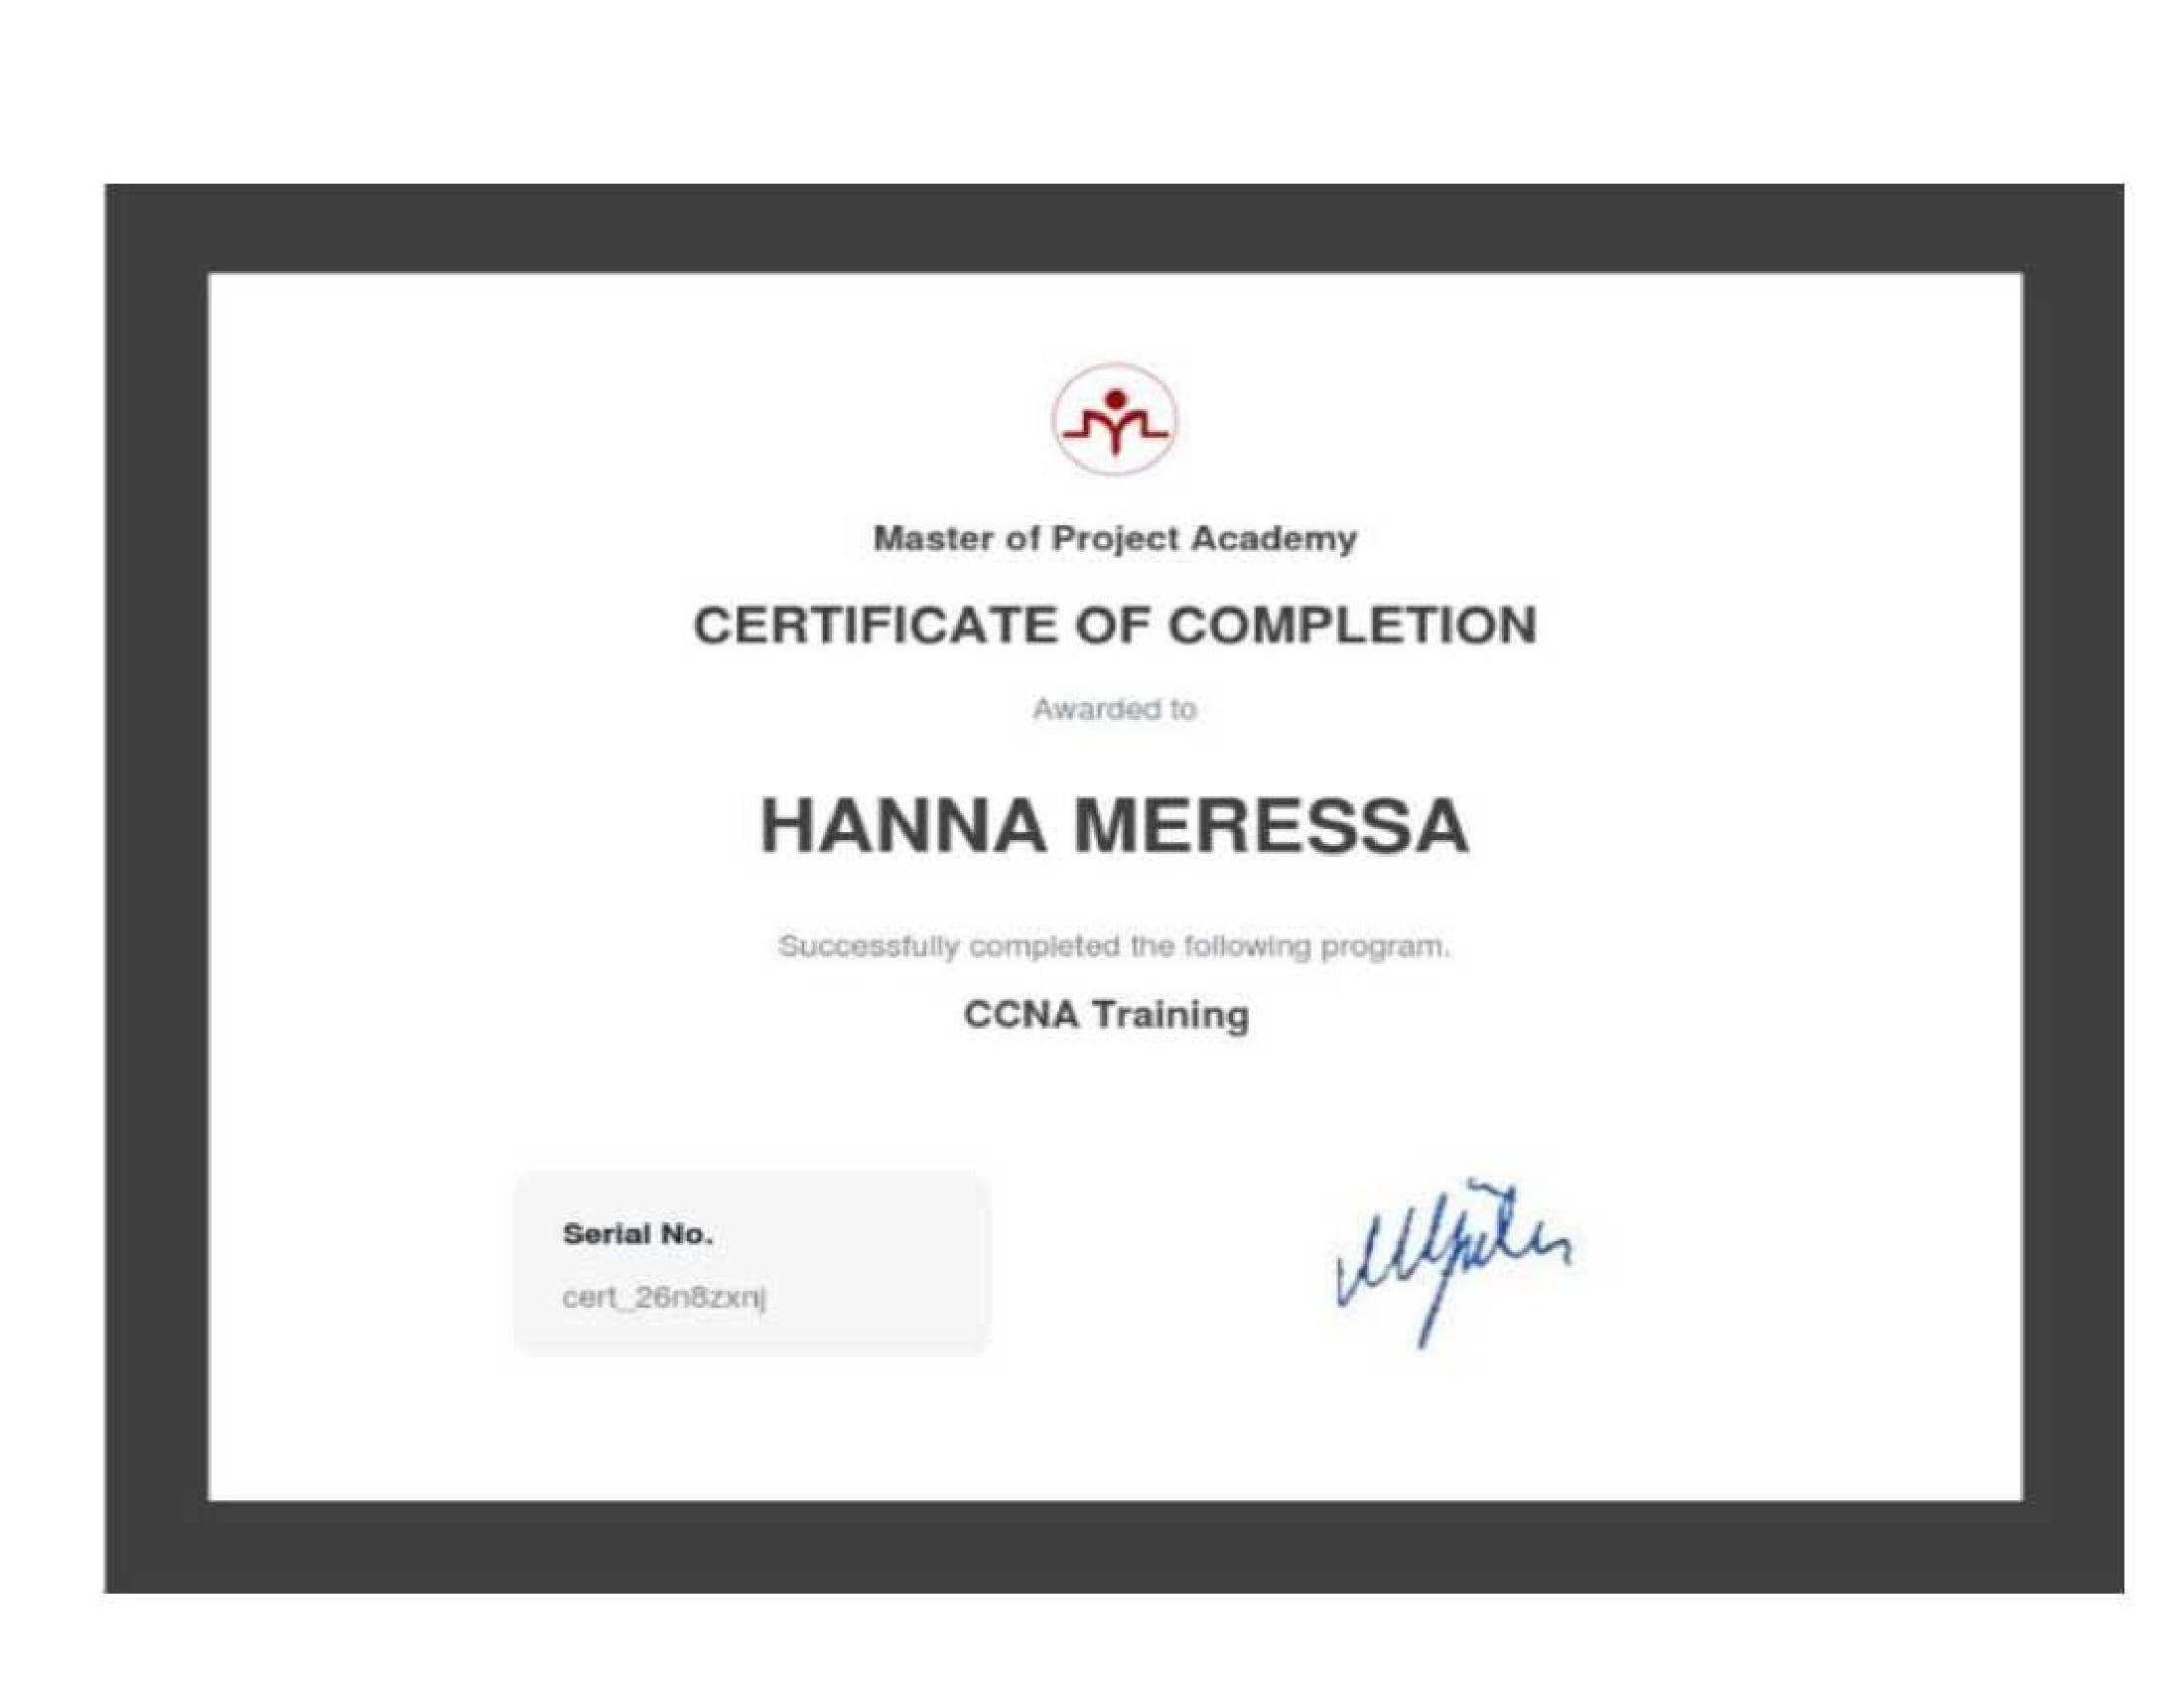 Master of Project Academy
CERTIFICATE OF COMPLETION
Awarded to
HANNA MERESSA
Successfully completed the following program.
CCNA Training
Serial No.
cert_26n8zxnj